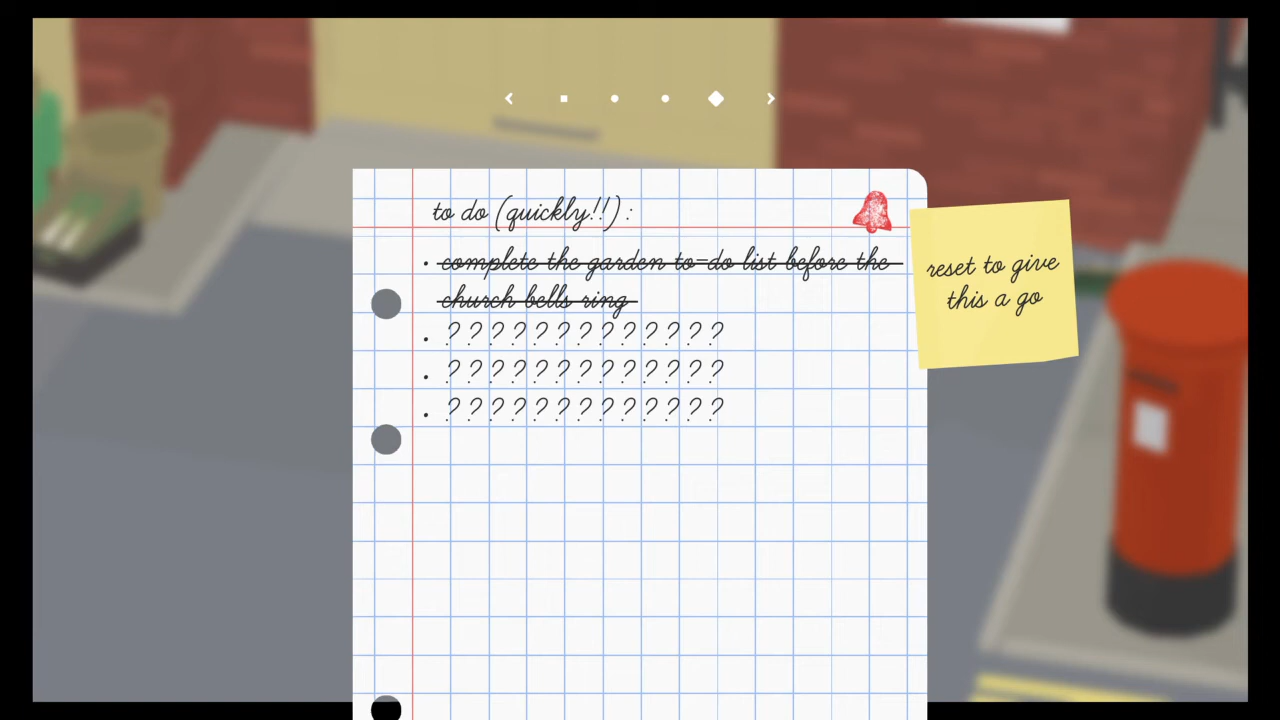 to do (quickly!!):
• complete the garden to-do list before the
church bells ring
• ?????????????
• ?????????????
• ?????????????
reset to give
this a go